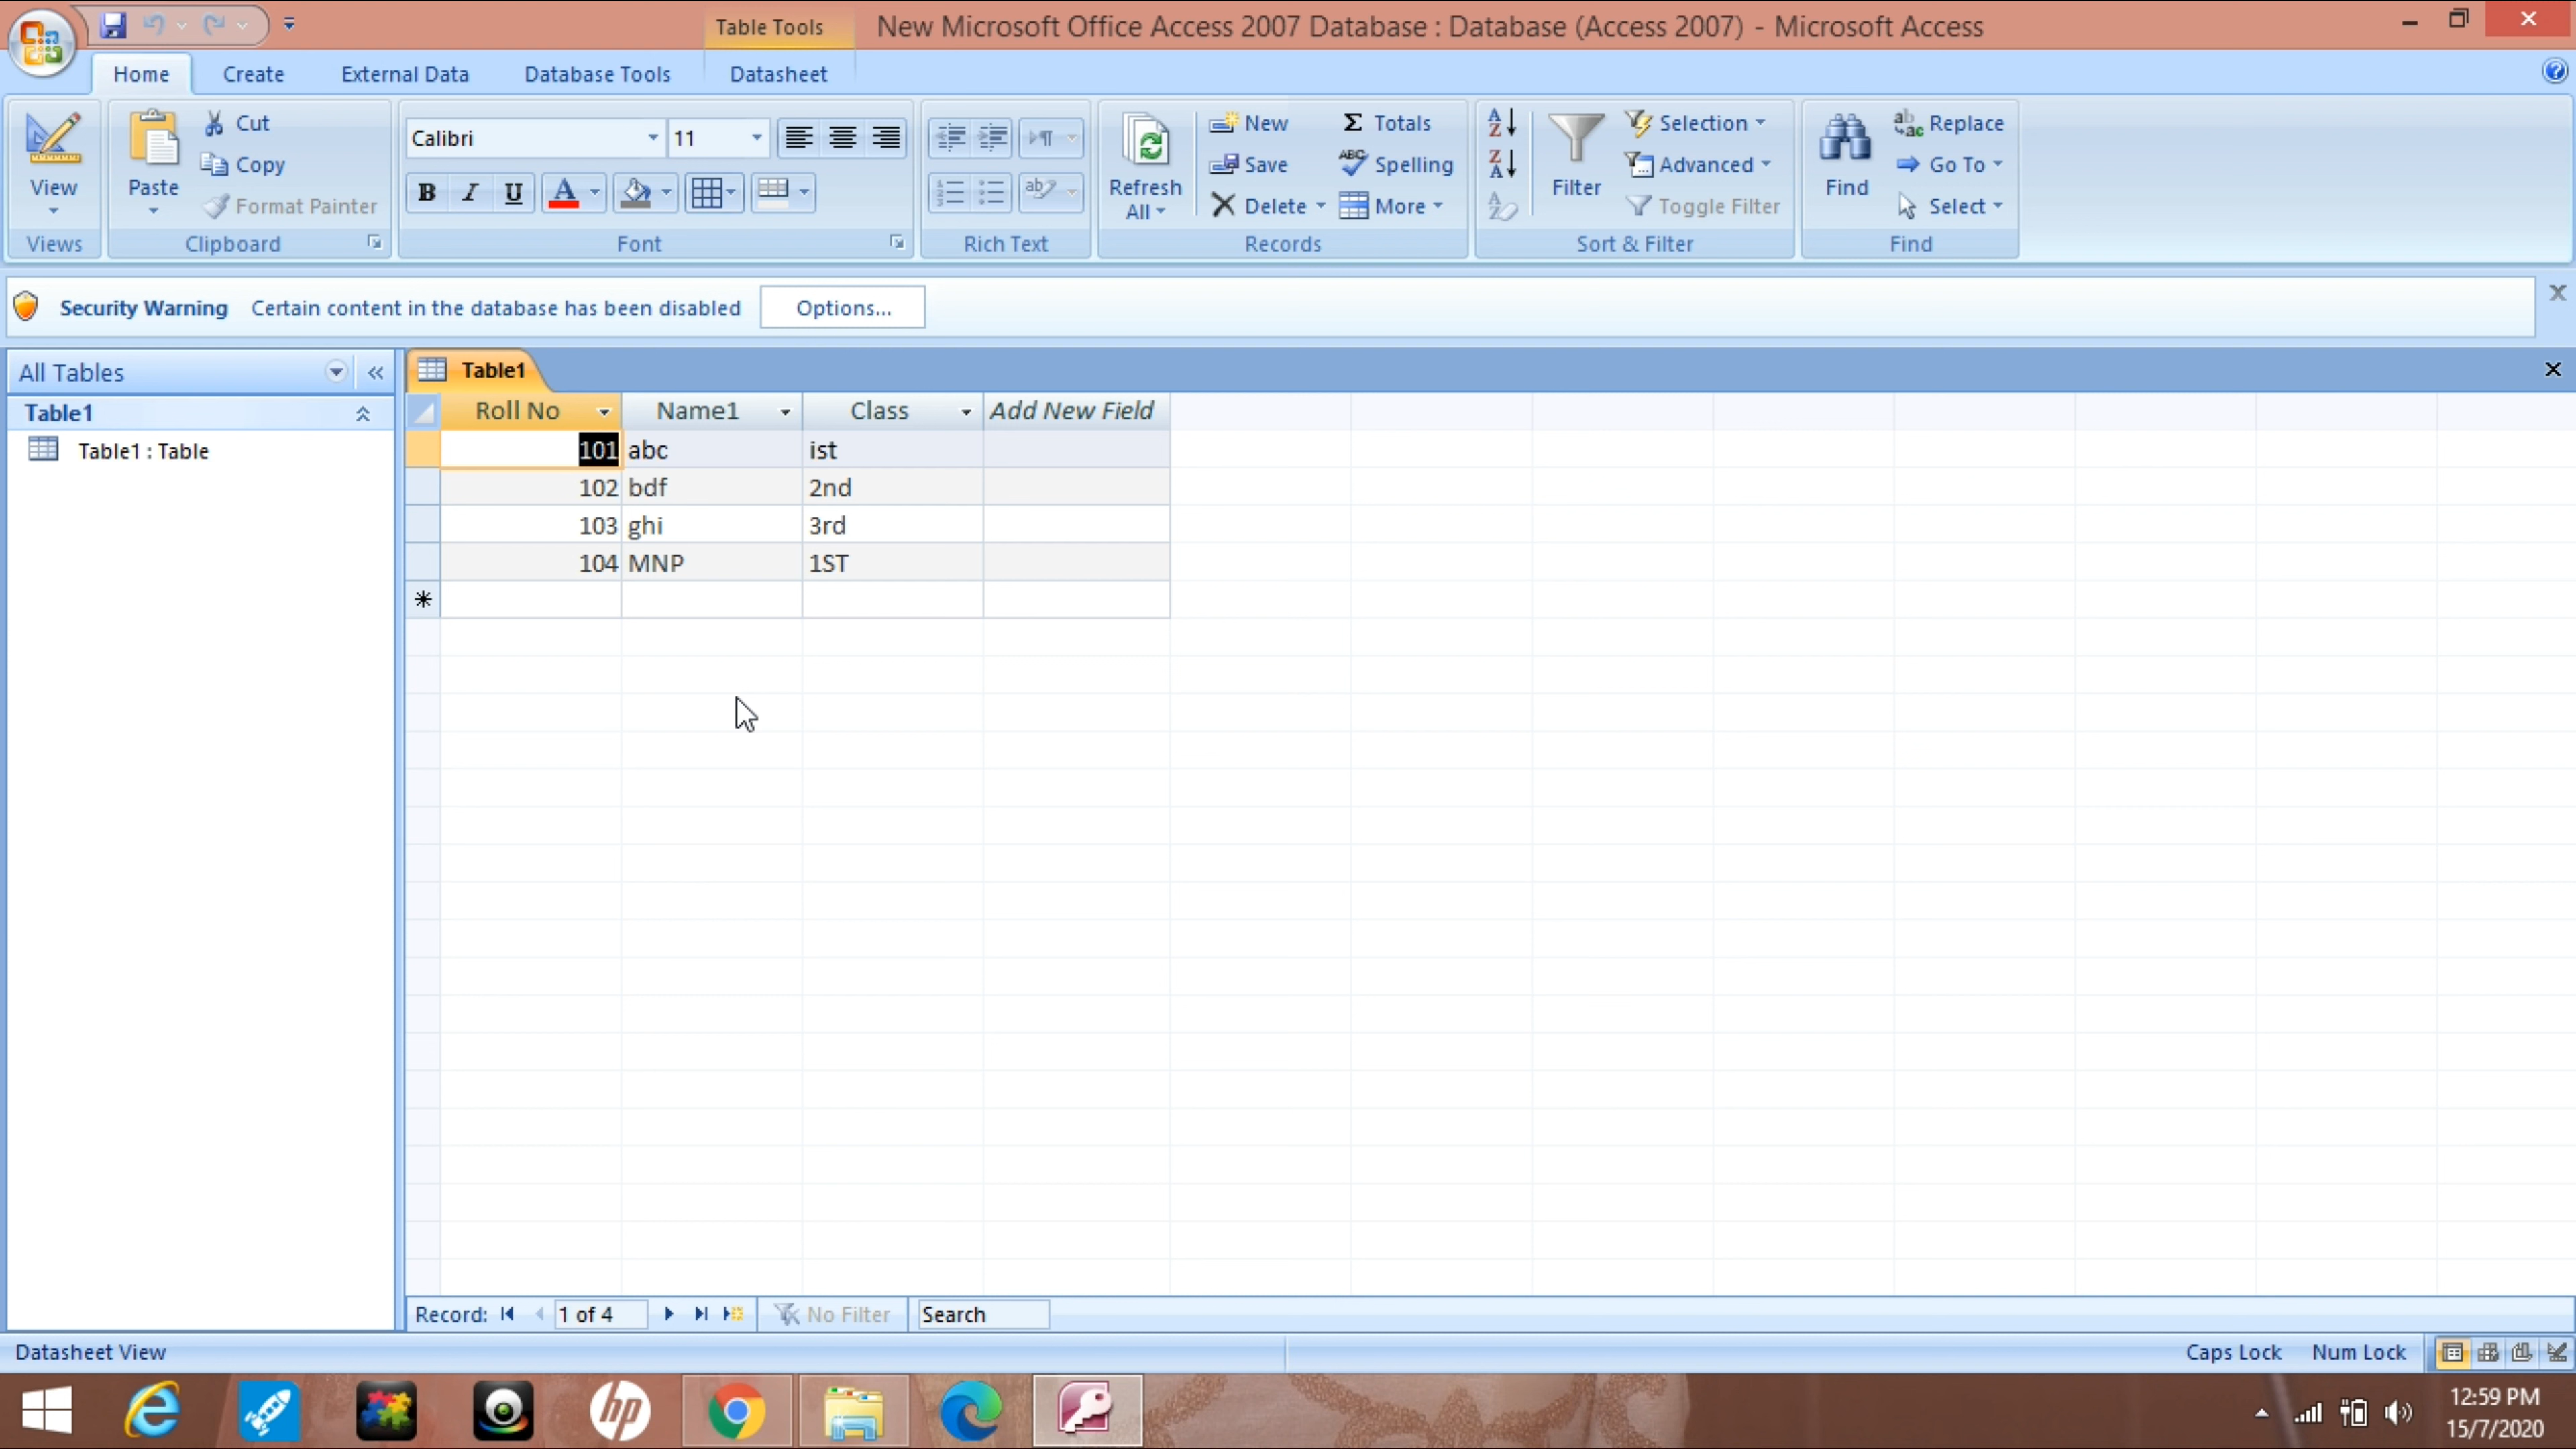 Table Tools
New Microsoft Office Access 2007 Database : Database (Access 2007) - Microsoft Access
Home Create External Data Database Tools Datasheet
View
Views
Paste
Cut
Copy
Format Painter
Clipboard
Calibri 11
B I U A
Font
Rich Text
Refresh
All
New
Save
Delete
Σ Totals
Spelling
More
Records
Filter
Selection
Advanced
Toggle Filter
Sort & Filter
Find
Replace
Go To
Select
Find
Security Warning Certain content in the database has been disabled Options...
All Tables
Table1
Table1 : Table
Table1
Roll No Name1 Class Add New Field
101 abc ist
102 bdf 2nd
103 ghi 3rd
104 MNP 1ST
Record: 1 of 4 No Filter Search
Datasheet View Caps Lock Num Lock
hp
12:59 PM
15/7/2020